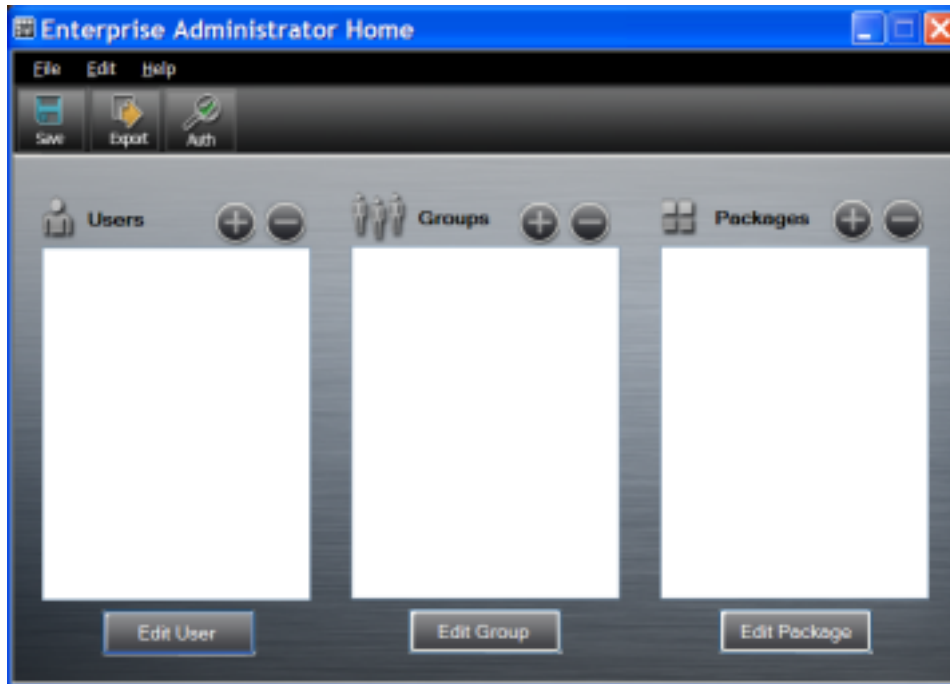 Enterprise Administrator Home
File Edit Help
Save Export Auth
Users Groups Packages
Edit User Edit Group Edit Package